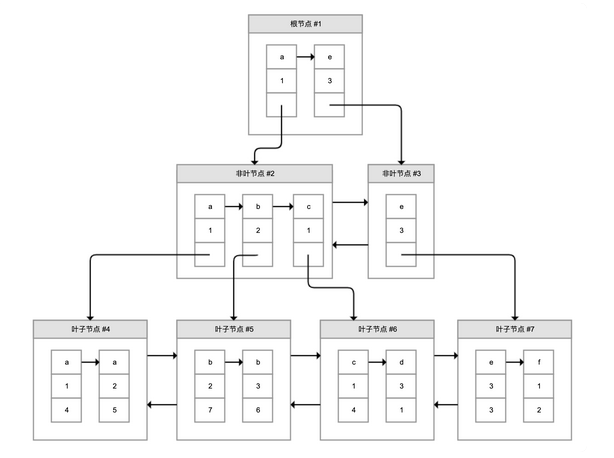 根节点 #1
a e
1 3
非叶节点 #2 非叶节点 #3
a b c e
1 2 1 3
叶子节点 #4 叶子节点 #5 叶子节点 #6 叶子节点 #7
a a b b c d e f
1 2 2 3 1 3 3 1
4 5 7 6 4 1 3 2